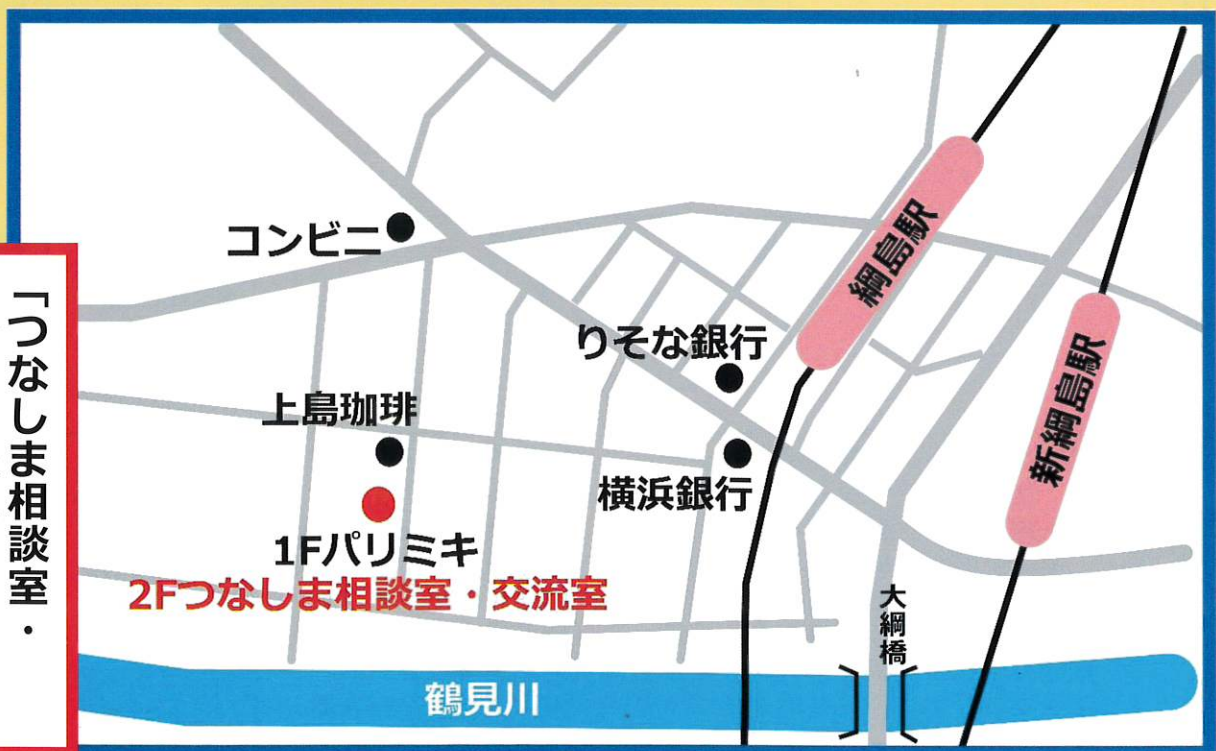 「つなしま相談室・
コンビニ
綱島駅
新綱島駅
りそな銀行
上島珈琲
横浜銀行
1Fパリミキ
2Fつなしま相談室・交流室
大綱橋
鶴見川